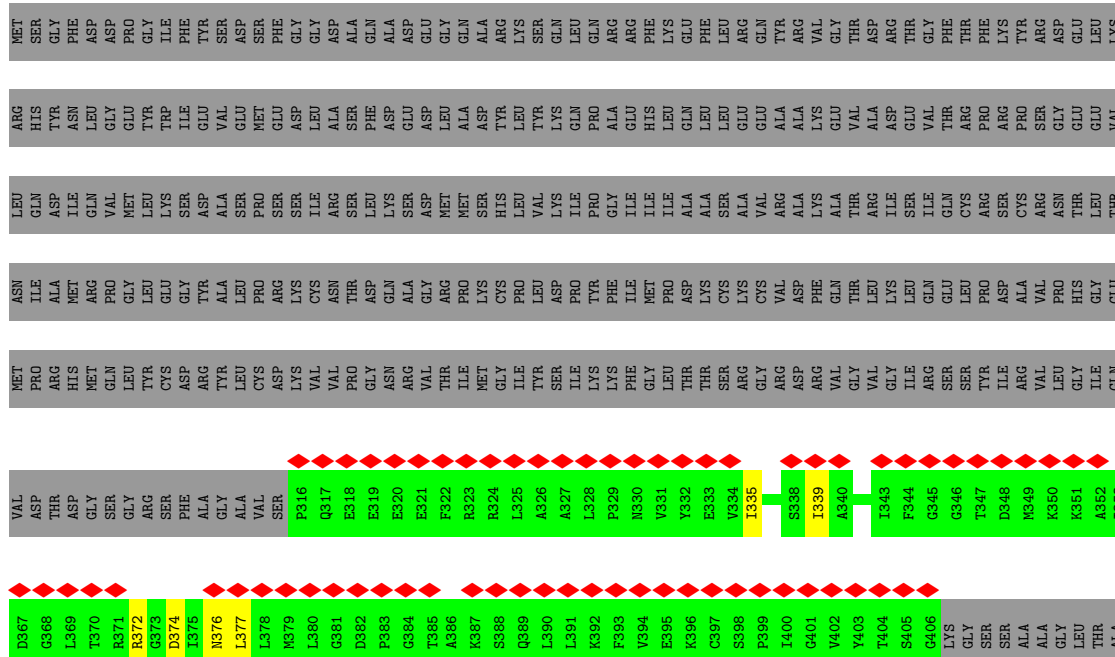 MET SER GLY PHE ASP ASP PRO GLY ILE PHE TYR SER ASP SER PHE GLY GLY ASP ALA GLN ALA ASP GLU GLY GLN ALA ARG LYS SER GLN LEU GLN ARG ARG PHE LYS GLU PHE LEU ARG GLN TYR ARG VAL GLY THR ASP ARG THR GLY PHE THR PHE LYS TYR ARG ASP GLU LEU LYS
ARG HIS TYR ASN LEU GLY GLU TYR TRP ILE GLU VAL GLU MET GLU ASP LEU ALA SER PHE ASP GLU ASP LEU ALA ASP TYR LEU TYR LYS GLN PRO ALA GLU HIS LEU GLN LEU LEU GLU GLU ALA ALA LYS GLU VAL ALA ASP GLU VAL THR ARG PRO ARG PRO SER GLY GLU GLU VAL
LEU GLN ASP ILE GLN VAL MET LEU LYS SER ASP ALA SER PRO SER SER ILE ARG SER LEU LYS SER ASP MET MET SER HIS LEU VAL LYS ILE PRO GLY ILE ILE ILE ALA ALA SER ALA VAL ARG ALA LYS ALA THR ARG ILE SER ILE GLN CYS ARG SER CYS ARG ASN THR LEU THR
ASN ILE ALA MET ARG PRO GLY LEU GLU GLY TYR ALA LEU PRO ARG LYS CYS ASN THR ASP GLN ALA GLY ARG PRO LYS CYS PRO LEU ASP PRO TYR PHE ILE MET PRO ASP LYS CYS LYS CYS VAL ASP PHE GLN THR LEU LYS LEU GLN GLU LEU PRO ASP ALA VAL PRO HIS GLY GLU
MET PRO ARG HIS MET GLN LEU TYR CYS ASP ARG TYR LEU CYS ASP LYS VAL VAL PRO GLY ASN ARG VAL THR ILE MET GLY ILE TYR SER ILE LYS LYS PHE GLY LEU THR THR SER ARG GLY ARG ASP ARG VAL GLY VAL GLY ILE ARG SER SER TYR ILE ARG VAL LEU GLY ILE GLN
VAL ASP THR ASP GLY SER GLY ARG SER PHE ALA GLY ALA VAL SER P316 Q317 E318 E319 E320 E321 F322 R323 R324 L325 A326 A327 L328 P329 N330 V331 Y332 E333 V334 I335 S338 I339 A340 I343 F344 G345 G346 T347 D348 M349 K350 K351 A352
D367 G368 L369 T370 R371 R372 G373 D374 I375 N376 L377 L378 M379 L380 G381 D382 P383 G384 T385 A386 K387 S388 Q389 L390 L391 K392 F393 V394 E395 K396 C397 S398 P399 I400 G401 V402 Y403 T404 S405 G406 LYS GLY SER SER ALA ALA GLY LEU THR